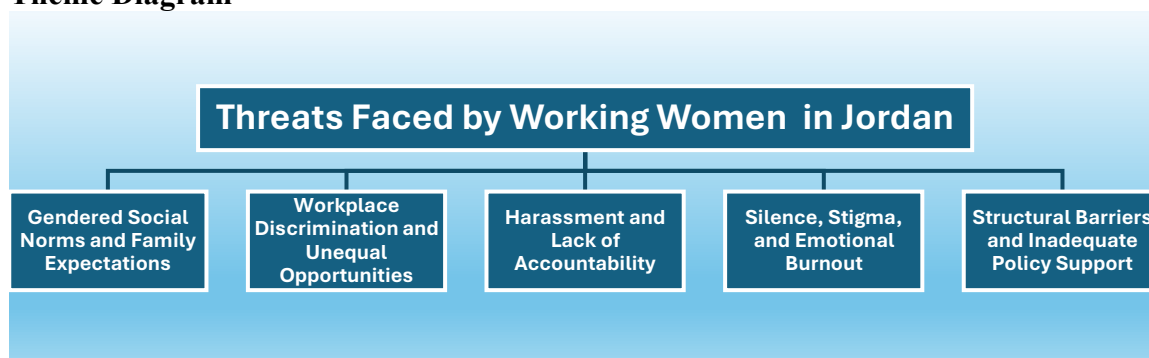 Theme Diagram
Threats Faced by Working Women in Jordan
Gendered Social
Norms and Family
Expectations
Workplace
Discrimination and
Unequal
Opportunities
Harassment and
Lack of
Accountability
Silence, Stigma,
and Emotional
Burnout
Structural Barriers
and Inadequate
Policy Support